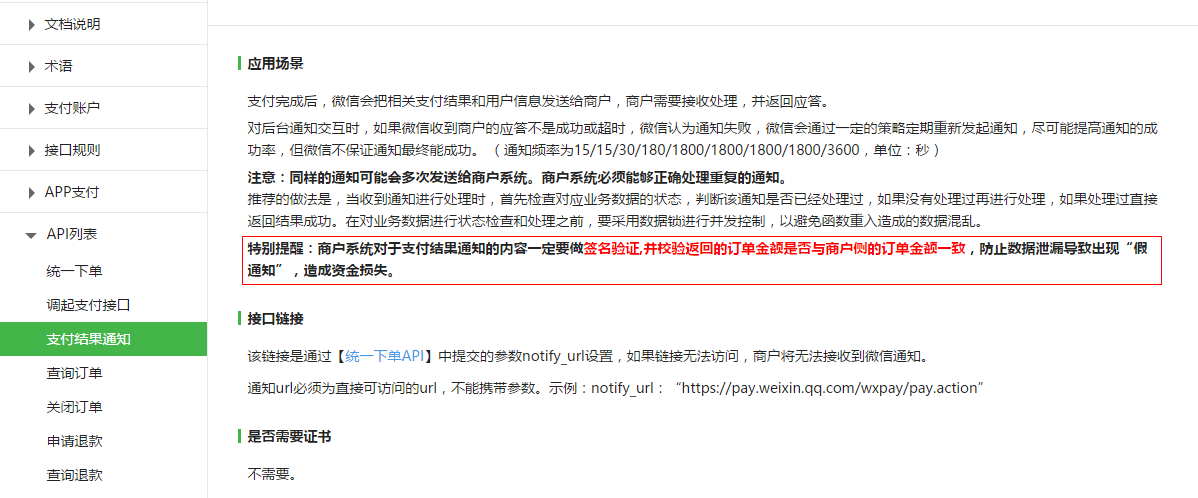 文档说明
术语
支付账户
接口规则
APP支付
API列表
统一下单
调起支付接口
支付结果通知
查询订单
关闭订单
申请退款
查询退款
应用场景
支付完成后，微信会把相关支付结果和用户信息发送给商户，商户需要接收处理，并返回应答。
对后台通知交互时，如果微信收到商户的应答不是成功或超时，微信认为通知失败，微信会通过一定的策略定期重新发起通知，尽可能提高通知的成
功率，但微信不保证通知最终能成功。（通知频率为15/15/30/180/1800/1800/1800/1800/3600，单位：秒）
注意：同样的通知可能会多次发送给商户系统。商户系统必须能够正确处理重复的通知。
推荐的做法是，当收到通知进行处理时，首先检查对应业务数据的状态，判断该通知是否已经处理过，如果没有处理过再进行处理，如果处理过直接
返回结果成功。在对业务数据进行状态检查和处理之前，要采用数据锁进行并发控制，以避免函数重入造成的数据混乱。
特别提醒：商户系统对于支付结果通知的内容一定要做签名验证,并校验返回的订单金额是否与商户侧的订单金额一致，防止数据泄漏导致出现“假
通知”，造成资金损失。
接口链接
该链接是通过【统一下单API】中提交的参数notify_url设置，如果链接无法访问，商户将无法接收到微信通知。
通知url必须为直接可访问的url，不能携带参数。示例：notify_url：“https://pay.weixin.qq.com/wxpay/pay.action”
是否需要证书
不需要。